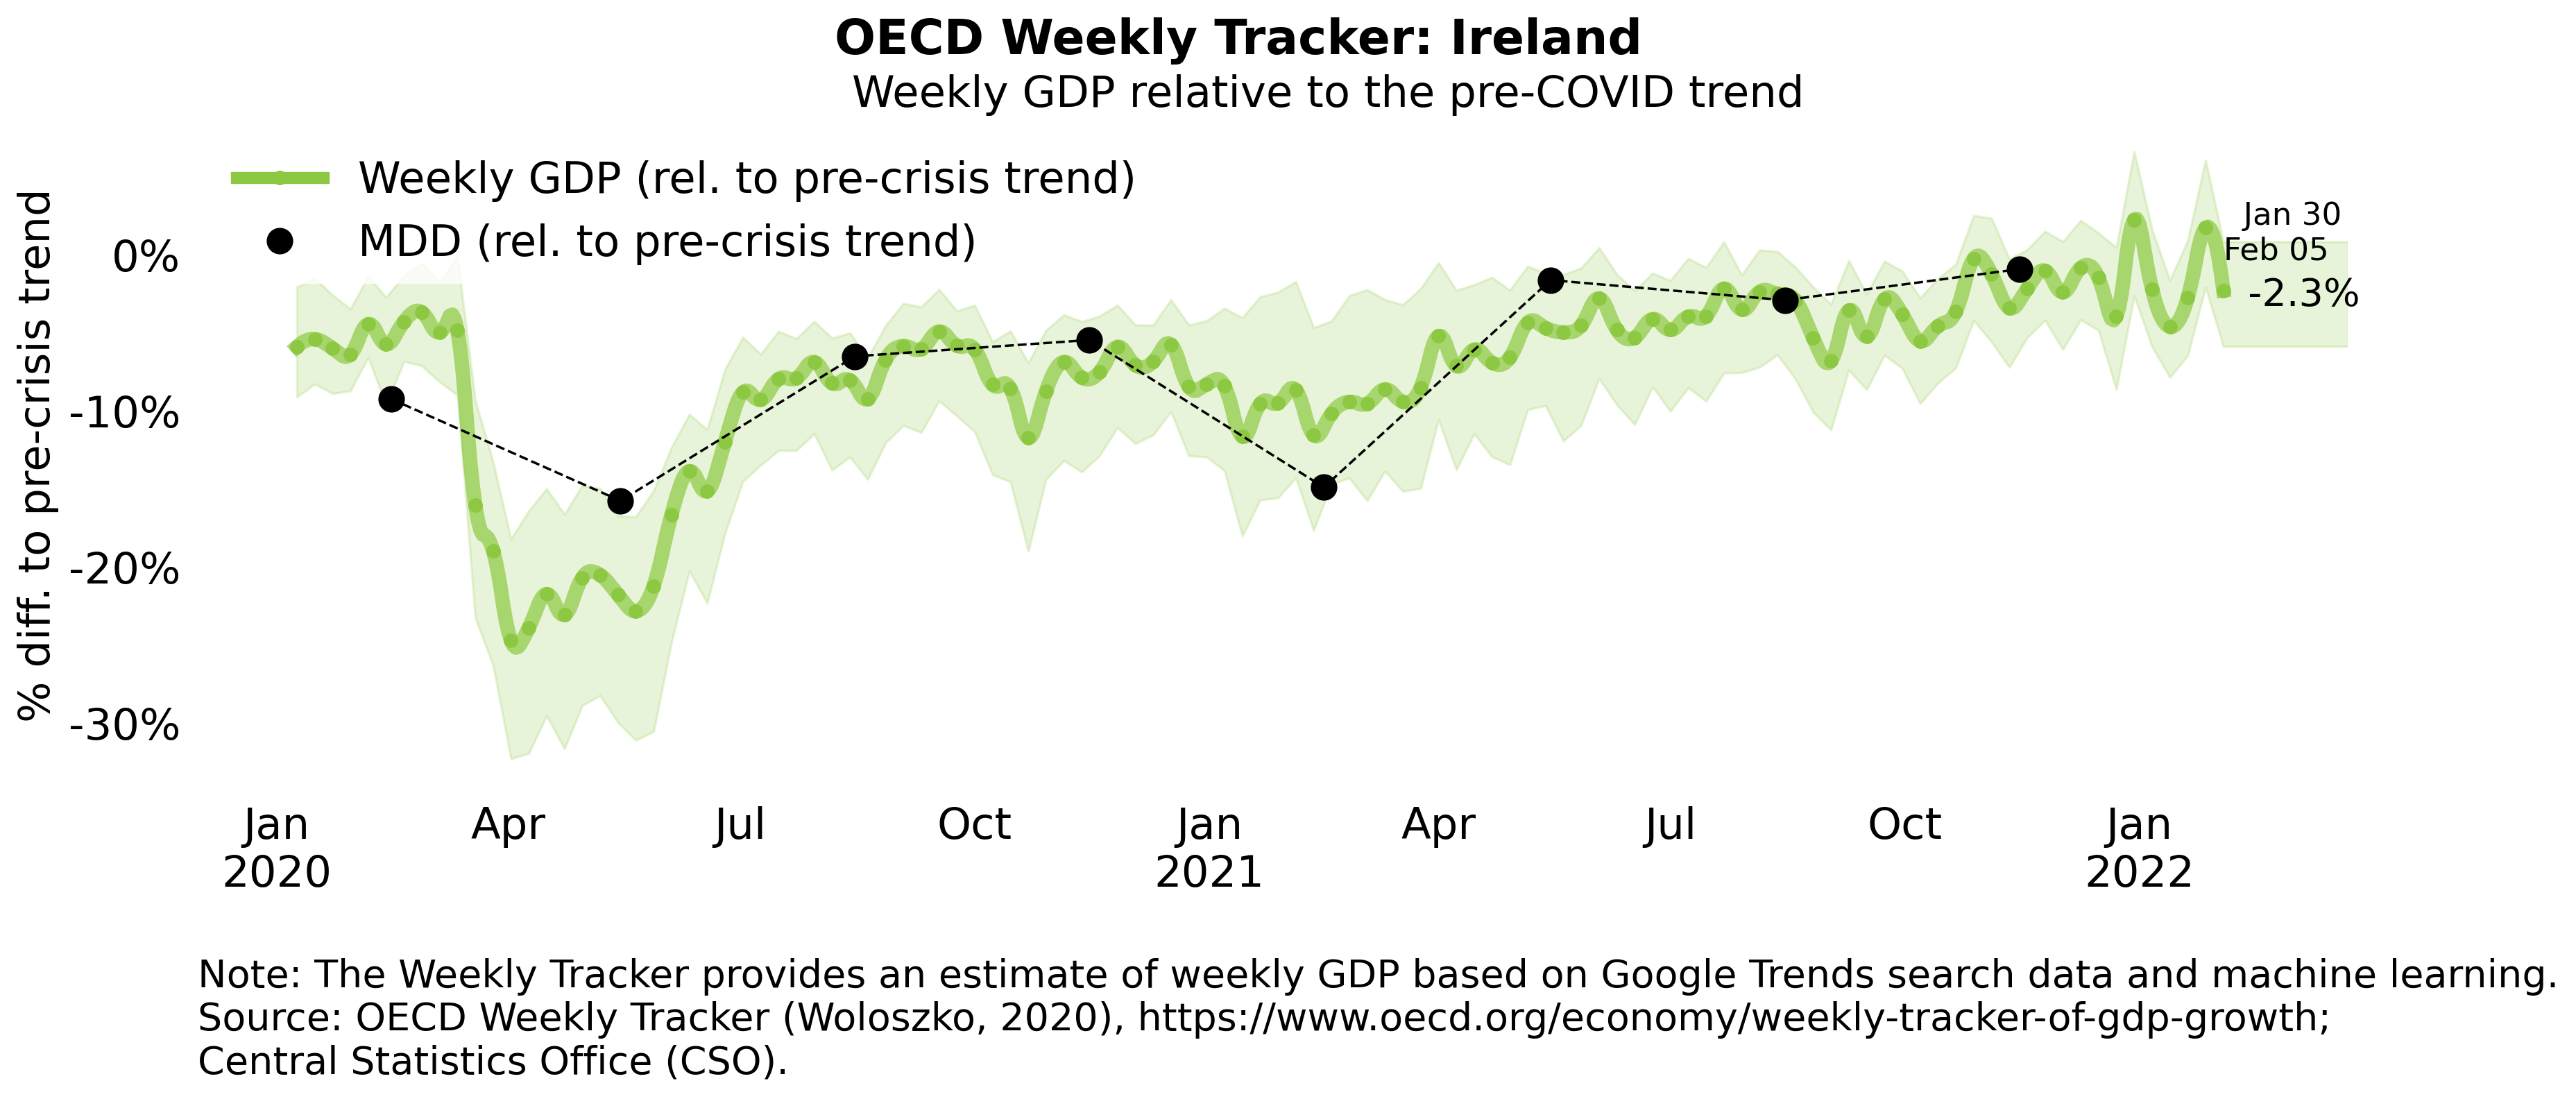 OECD Weekly Tracker: Ireland
Weekly GDP relative to the pre-COVID trend
Weekly GDP (rel. to pre-crisis trend)
MDD (rel. to pre-crisis trend)
% diff. to pre-crisis trend
0%
-10%
-20%
-30%
Jan 30
Feb 05
-2.3%
Jan Apr Jul Oct Jan Apr Jul Oct Jan
2020 2021 2022
Note: The Weekly Tracker provides an estimate of weekly GDP based on Google Trends search data and machine learning.
Source: OECD Weekly Tracker (Woloszko, 2020), https://www.oecd.org/economy/weekly-tracker-of-gdp-growth;
Central Statistics Office (CSO).